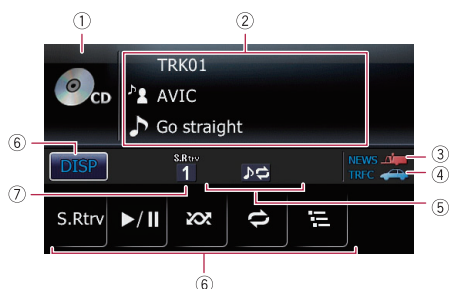 ① ②
TRK01
CD
AVIC
Go straight
⑥ DISP
S.Rtrv
1
NEWS ③
TRFC ④
⑦ ⑤
S.Rtrv
⑥